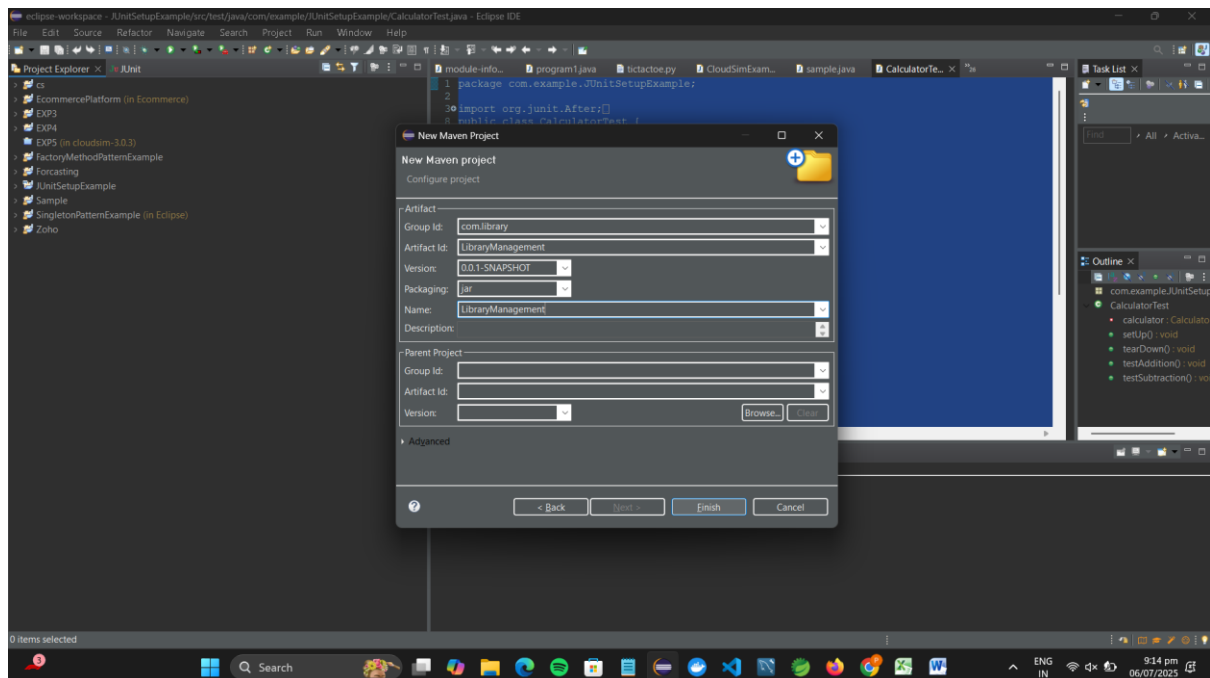 eclipse-workspace - JUnitSetupExample/src/test/java/com/example/JUnitSetupExample/CalculatorTest.java - Eclipse IDE
File Edit Source Refactor Navigate Search Project Run Window Help
Project Explorer × JUnit
cs
EcommercePlatform (in Ecommerce)
EXP3
EXP4
EXP5 (in cloudsim-3.0.3)
FactoryMethodPatternExample
Forcasting
JUnitSetupExample
Sample
SingletonPatternExample (in Eclipse)
Zoho
module-info... program1.java tictactoe.py CloudSimExam... sample.java CalculatorTe... × »26
1 package com.example.JUnitSetupExample;
2
3 import org.junit.After;
8 public class CalculatorTest {
New Maven Project
New Maven project
Configure project
Artifact
Group Id: com.library
Artifact Id: LibraryManagement
Version: 0.0.1-SNAPSHOT
Packaging: jar
Name: LibraryManagement
Description:
Parent Project
Group Id:
Artifact Id:
Version: Browse... Clear
Advanced
< Back Next > Finish Cancel
Task List ×
Find All Activa...
Outline ×
com.example.JUnitSetup
CalculatorTest
calculator : Calculato
setUp() : void
tearDown() : void
testAddition() : void
testSubtraction() : vo
0 items selected
3
Search
ENG
IN
9:14 pm
06/07/2025